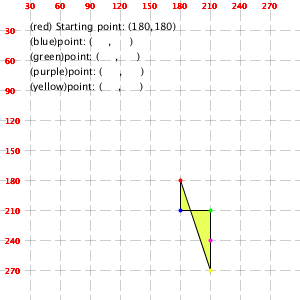 30 60 90 120 150 180 210 240 270
(red) Starting point: (180,180)
(blue)point: (    ,    )
(green)point: (    ,    )
(purple)point: (    ,    )
(yellow)point: (    ,    )
30
60
90
120
150
180
210
240
270